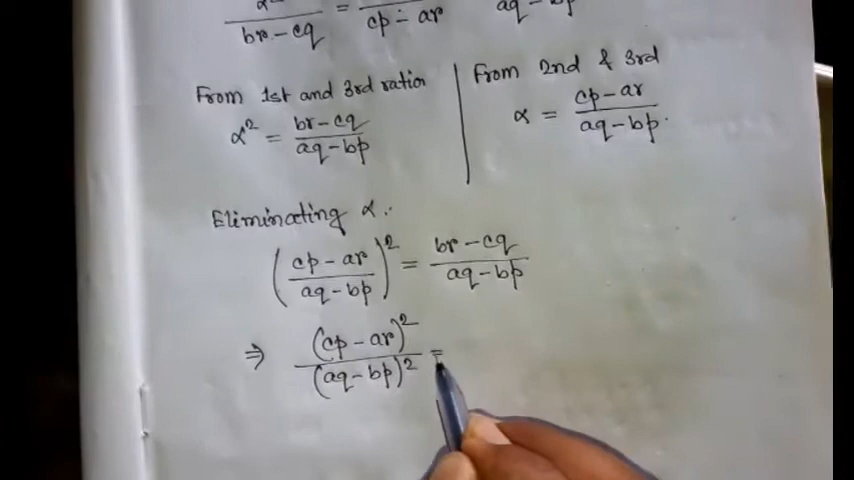 α² / (br - cq) = / (cp - ar) aq - bp
From 1st and 3rd ration
α² = (br - cq) / (aq - bp)
From 2nd & 3rd
α = (cp - ar) / (aq - bp).
Eliminating α :
((cp - ar) / (aq - bp))² = (br - cq) / (aq - bp)
⇒ (cp - ar)² / (aq - bp)² =